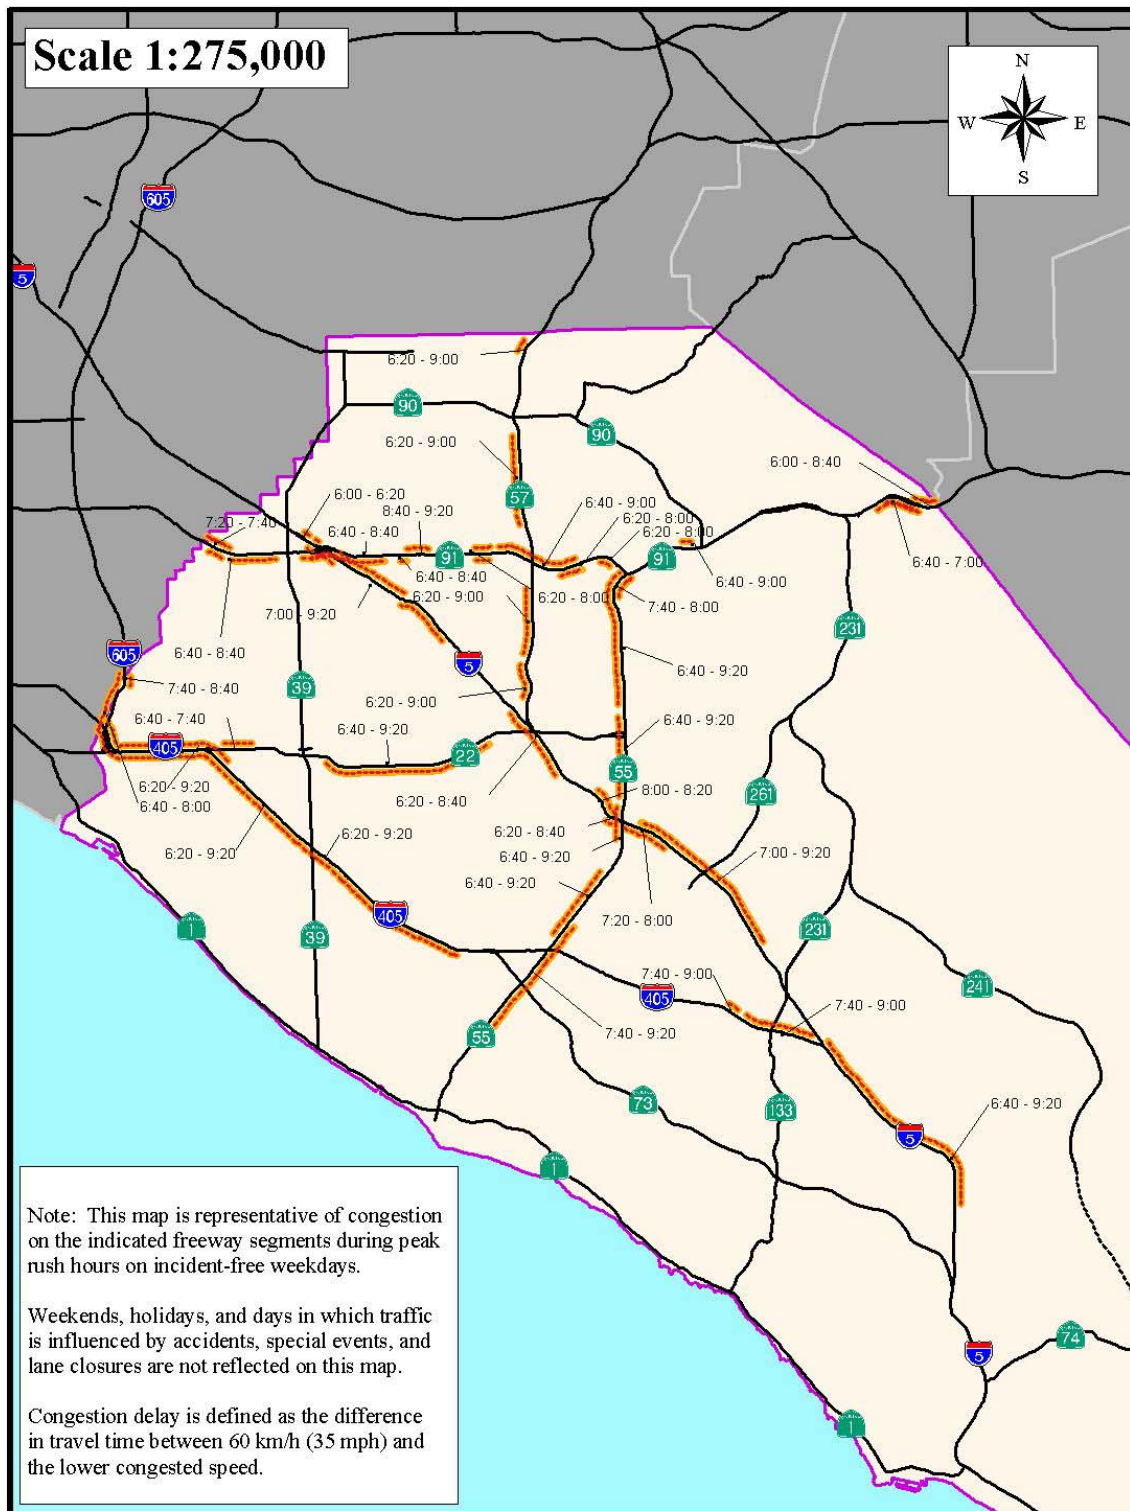 Scale 1:275,000
N
W E
S
605
5
6:20 - 9:00
90
6:20 - 9:00
90
6:00 - 8:40
57
6:00 - 6:20
8:40 - 9:20
6:40 - 9:00
7:20 - 7:40
6:20 - 8:00
6:40 - 8:40
6:20 - 8:00
91
91
6:40 - 7:00
6:40 - 8:40
6:40 - 9:00
6:20 - 9:00
6:20 - 8:00
7:40 - 8:00
7:00 - 9:20
231
6:40 - 8:40
605
5
6:40 - 9:20
7:40 - 8:40
39
6:20 - 9:00
6:40 - 7:40
6:40 - 9:20
6:40 - 9:20
405
22
55
6:20 - 9:20
8:00 - 8:20
261
6:40 - 8:00
6:20 - 8:40
6:20 - 9:20
6:20 - 8:40
6:20 - 9:20
6:40 - 9:20
7:00 - 9:20
6:40 - 9:20
405
7:20 - 8:00
1
39
231
7:40 - 9:00
241
405
7:40 - 9:00
55
7:40 - 9:20
73
133
6:40 - 9:20
5
1
Note: This map is representative of congestion
on the indicated freeway segments during peak
rush hours on incident-free weekdays.
Weekends, holidays, and days in which traffic
is influenced by accidents, special events, and
lane closures are not reflected on this map.
Congestion delay is defined as the difference
in travel time between 60 km/h (35 mph) and
the lower congested speed.
74
5
1